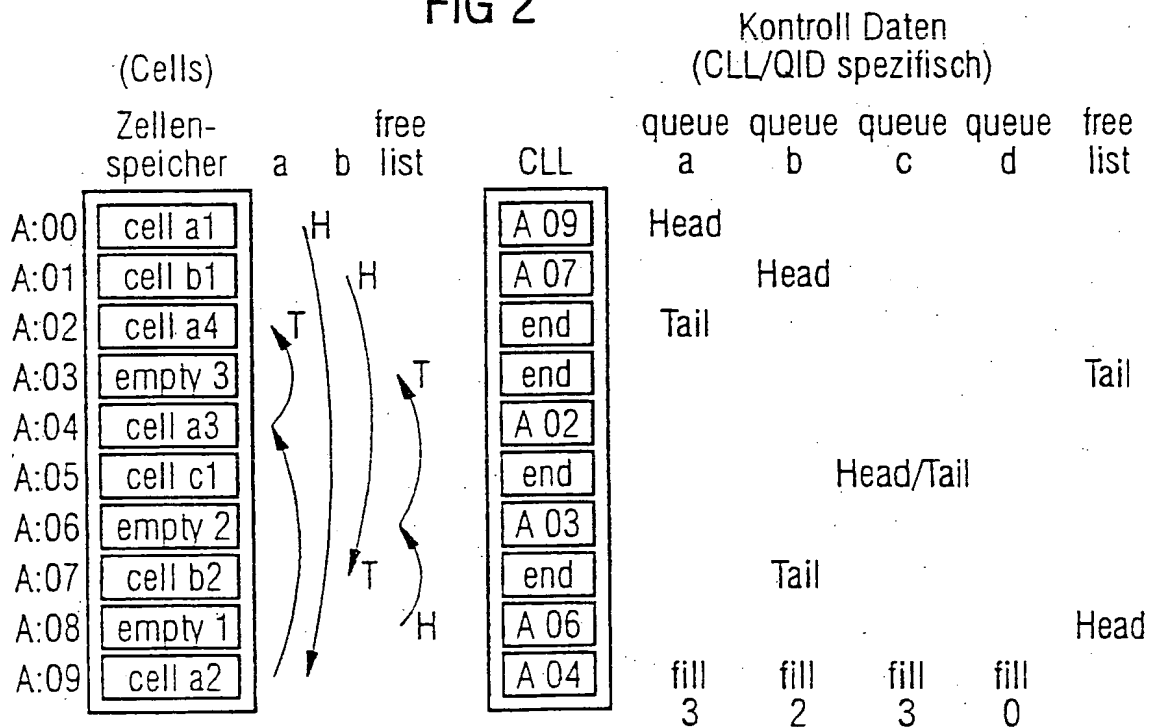 FIG 2
Kontroll Daten
(CLL/QID spezifisch)
(Cells)
Zellen-
speicher
a
b
free
list
CLL
queue
a
queue
b
queue
c
queue
d
free
list
A:00 cell a1 H A 09 Head
A:01 cell b1 H A 07 Head
A:02 cell a4 T end Tail
A:03 empty 3 T end Tail
A:04 cell a3 A 02
A:05 cell c1 end Head/Tail
A:06 empty 2 A 03
A:07 cell b2 T end Tail
A:08 empty 1 H A 06 Head
A:09 cell a2 A 04 fill fill fill fill
3 2 3 0